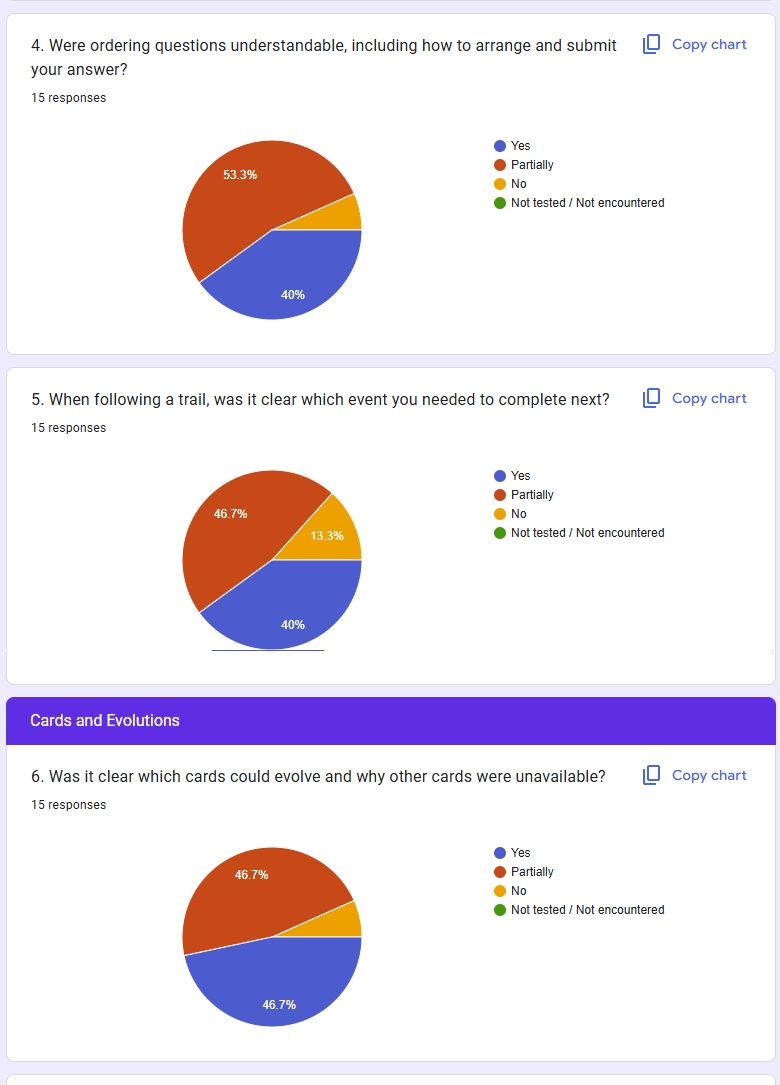 4. Were ordering questions understandable, including how to arrange and submit
your answer?
Copy chart
15 responses
53.3%
40%
Yes
Partially
No
Not tested / Not encountered
5. When following a trail, was it clear which event you needed to complete next?
Copy chart
15 responses
46.7%
13.3%
40%
Yes
Partially
No
Not tested / Not encountered
Cards and Evolutions
6. Was it clear which cards could evolve and why other cards were unavailable?
Copy chart
15 responses
46.7%
46.7%
Yes
Partially
No
Not tested / Not encountered